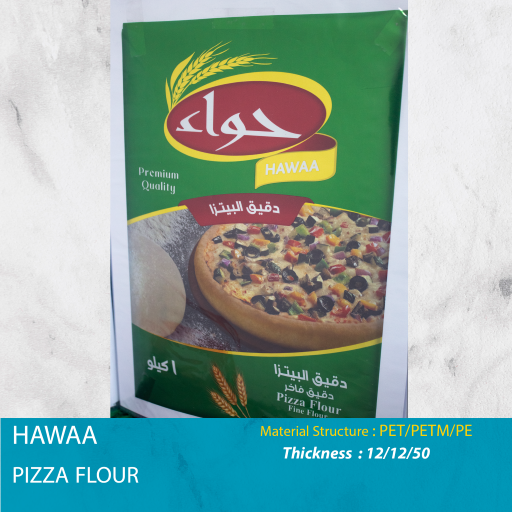 حواء
HAWAA
Premium
Quality
دقيق البيتزا
١ كيلو
دقيق البيتزا
دقيق فاخر
Pizza Flour
Fine Flour
HAWAA
PIZZA FLOUR
Material Structure : PET/PETM/PE
Thickness : 12/12/50